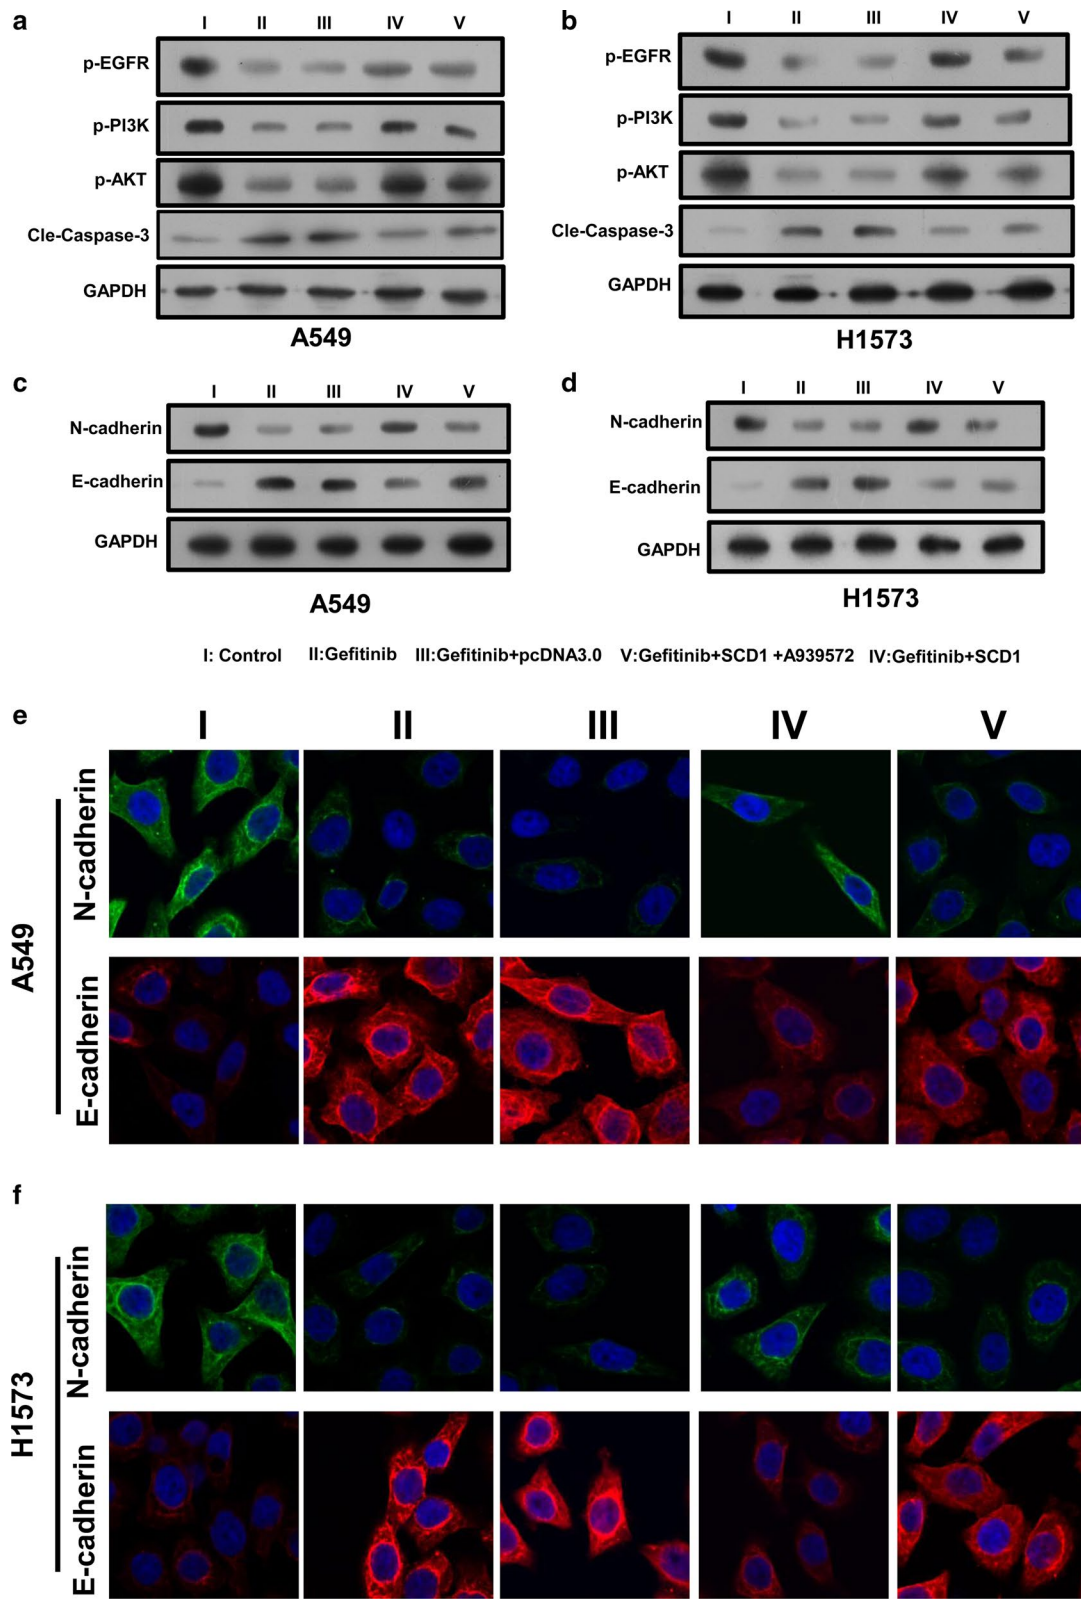 a
I II III IV V
p-EGFR
p-PI3K
p-AKT
Cle-Caspase-3
GAPDH
A549
b
I II III IV V
p-EGFR
p-PI3K
p-AKT
Cle-Caspase-3
GAPDH
H1573
c
I II III IV V
N-cadherin
E-cadherin
GAPDH
A549
d
I II III IV V
N-cadherin
E-cadherin
GAPDH
H1573
I: Control II:Gefitinib III:Gefitinib+pcDNA3.0 V:Gefitinib+SCD1 +A939572 IV:Gefitinib+SCD1
e
I II III IV V
A549
N-cadherin
E-cadherin
f
H1573
N-cadherin
E-cadherin